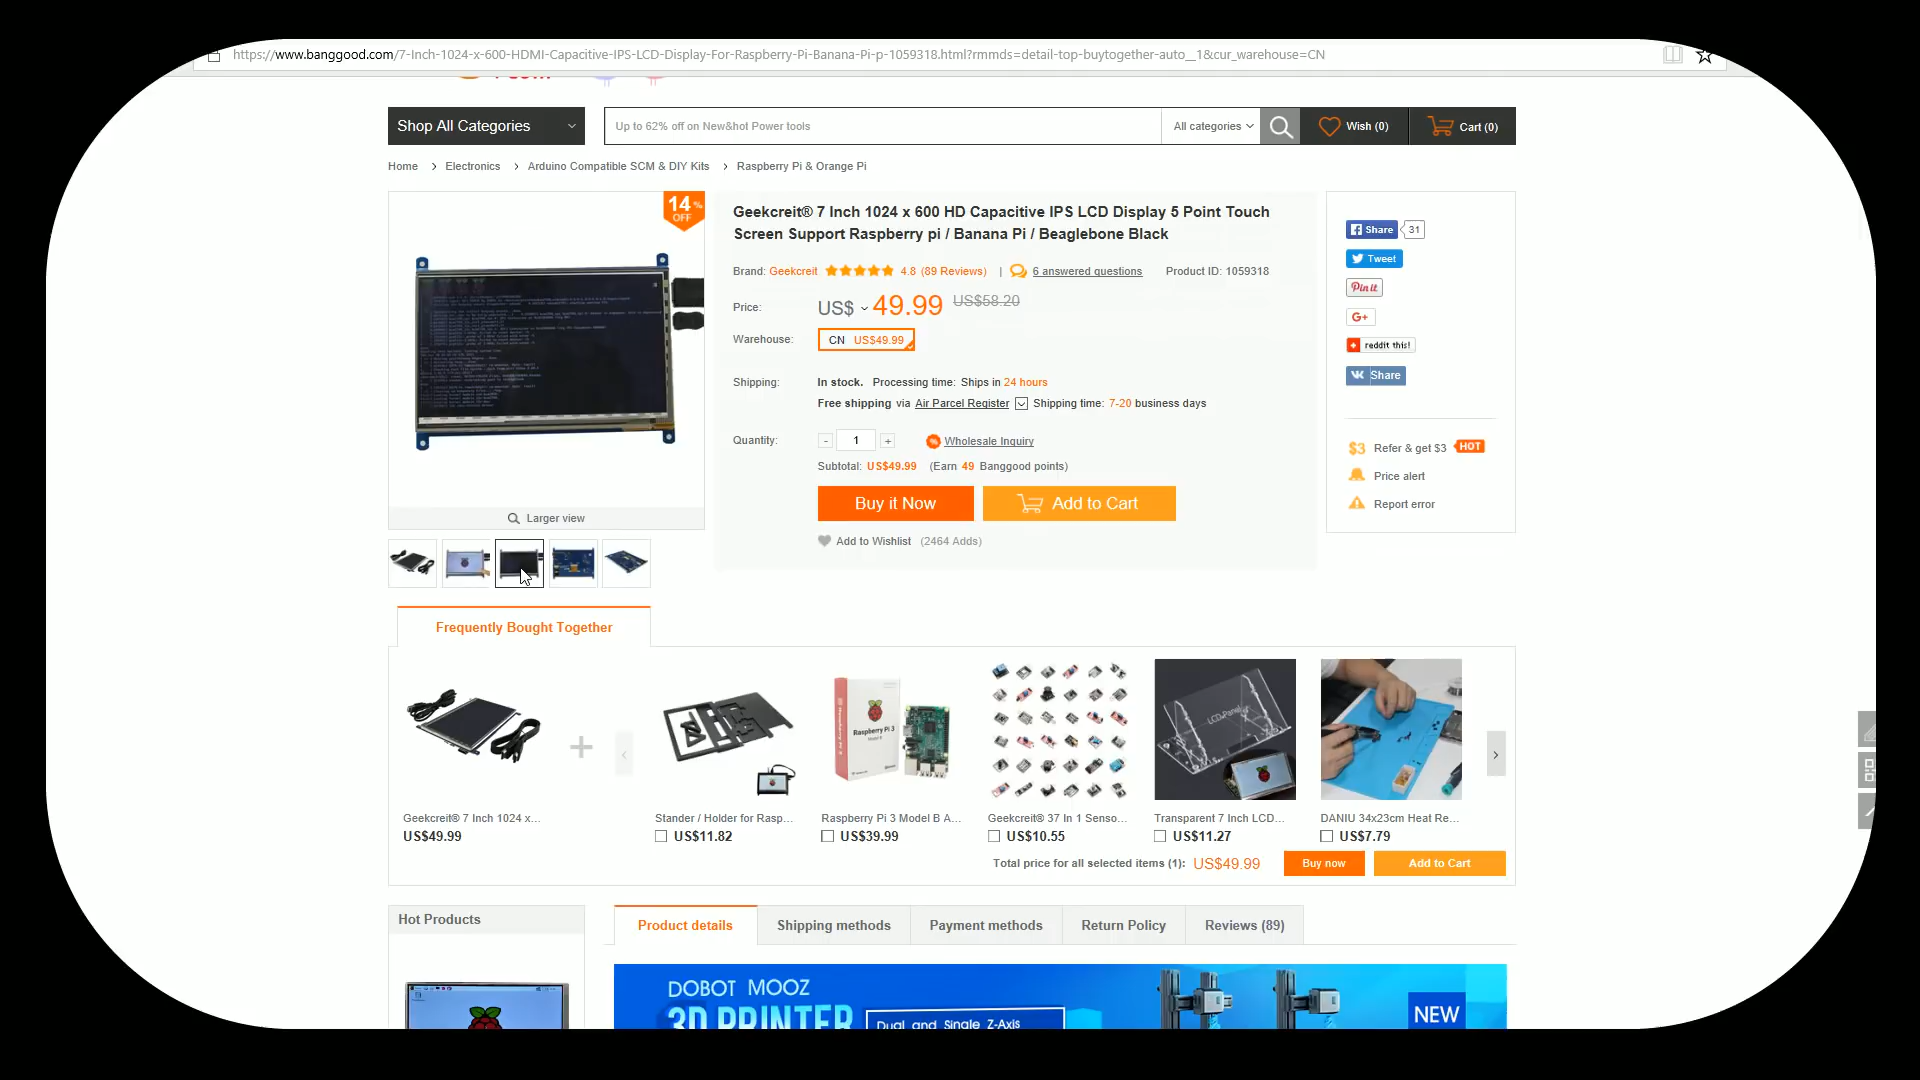 https://www.banggood.com/7-Inch-1024-x-600-HDMI-Capacitive-IPS-LCD-Display-For-Raspberry-Pi-Banana-Pi-p-1059318.html?rmmds=detail-top-buytogether-auto__1&cur_warehouse=CN
Shop All Categories
Up to 62% off on New&hot Power tools
All categories
Wish (0)
Cart (0)
Home > Electronics > Arduino Compatible SCM & DIY Kits > Raspberry Pi & Orange Pi
14% OFF
Geekcreit® 7 Inch 1024 x 600 HD Capacitive IPS LCD Display 5 Point Touch
Screen Support Raspberry pi / Banana Pi / Beaglebone Black
Brand: Geekcreit 4.8 (89 Reviews) | 6 answered questions Product ID: 1059318
Price: US$ 49.99 US$58.20
Warehouse: CN US$49.99
Shipping: In stock. Processing time: Ships in 24 hours
Free shipping via Air Parcel Register Shipping time: 7-20 business days
Quantity: - 1 + Wholesale Inquiry
Subtotal: US$49.99 (Earn 49 Banggood points)
Buy it Now
Add to Cart
Add to Wishlist (2464 Adds)
Larger view
Share 31
Tweet
Pin it
G+
reddit this!
Share
$3 Refer & get $3 HOT
Price alert
Report error
Frequently Bought Together
Raspberry Pi 3
LCD Panel
Geekcreit® 7 Inch 1024 x...
US$49.99
Stander / Holder for Rasp...
US$11.82
Raspberry Pi 3 Model B A...
US$39.99
Geekcreit® 37 In 1 Senso...
US$10.55
Transparent 7 Inch LCD...
US$11.27
DANIU 34x23cm Heat Re...
US$7.79
Total price for all selected items (1): US$49.99
Buy now
Add to Cart
Hot Products
Product details
Shipping methods
Payment methods
Return Policy
Reviews (89)
DOBOT MOOZ
3D PRINTER
Dual and Single Z-Axis
NEW